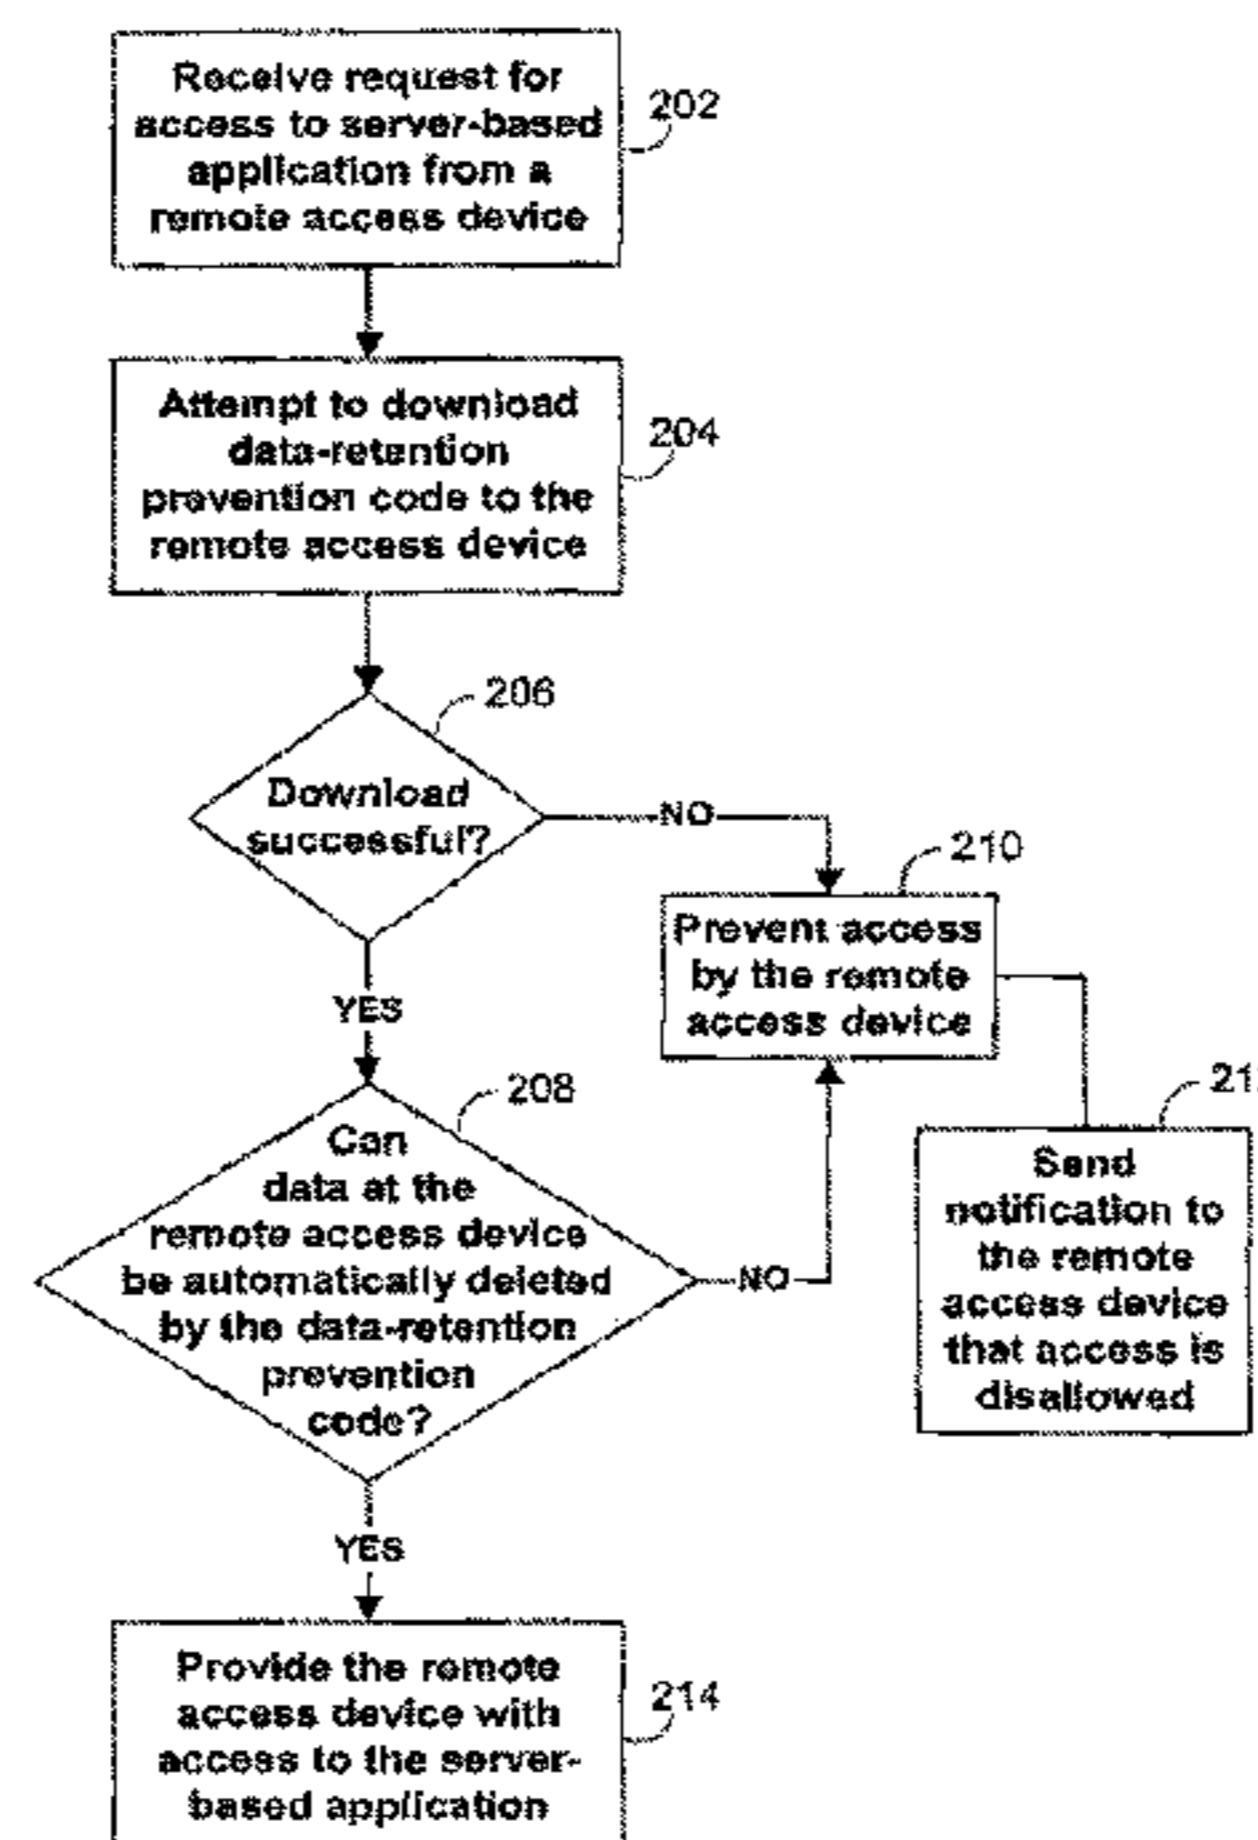 Receive request for
access to server-based
application from a
remote access device
202
Attempt to download
data-retention
prevention code to the
remote access device
204
206
Download
successful?
NO
210
Prevent access
by the remote
access device
YES
208
Can
data at the
remote access device
be automatically deleted
by the data-retention
prevention
code?
NO
Send
notification to
the remote
access device
that access is
disallowed
YES
Provide the remote
access device with
access to the server-
based application
214